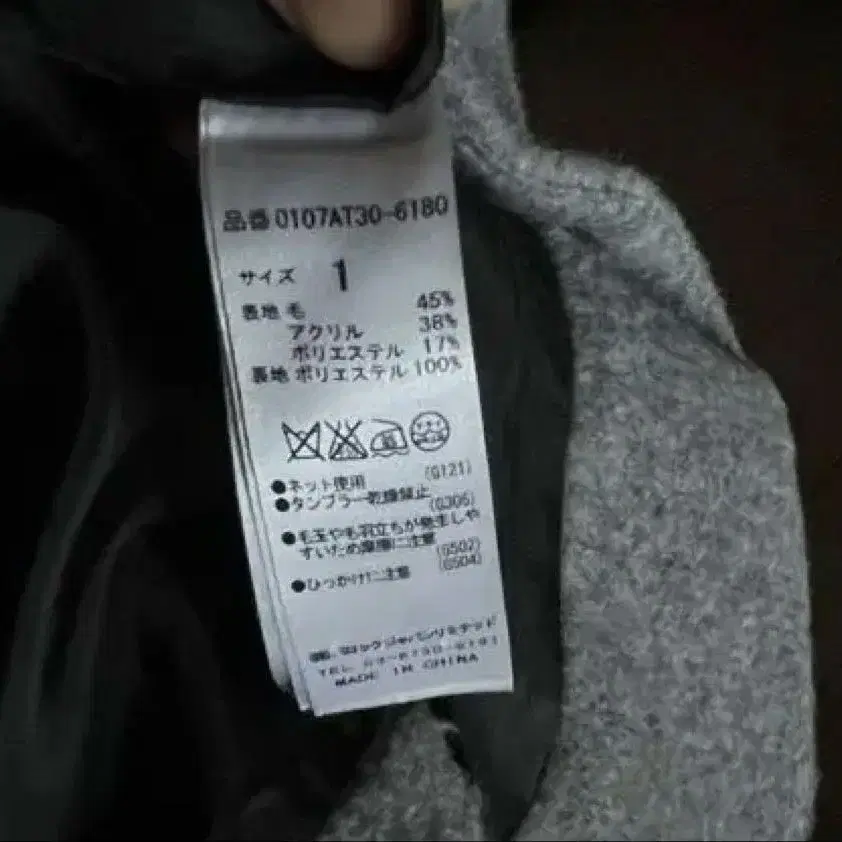 品番 0107AT30-6180
サイズ 1
表地 毛 45%
アクリル 38%
ポリエステル 17%
裏地 ポリエステル 100%
●ネット使用 (G121)
●タンブラー乾燥禁止 (G306)
●毛玉や毛羽立ちが発生しや
すいため摩擦に注意 (G502)
●ひっかけに注意 (G504)
TEL
MADE IN CHINA